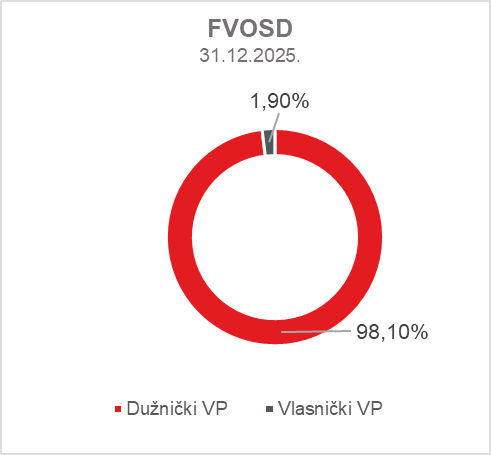 FVOSD
31.12.2025.
1,90%
98,10%
Dužnički VP
Vlasnički VP